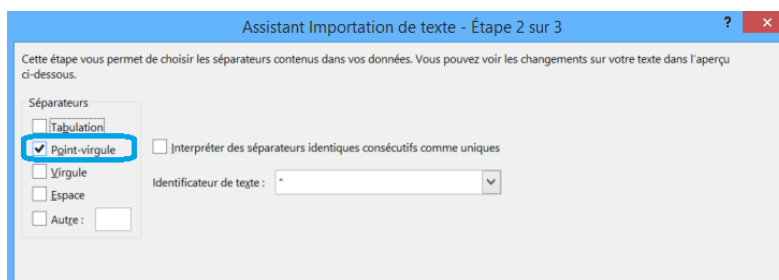 Assistant Importation de texte - Étape 2 sur 3
? ×
Cette étape vous permet de choisir les séparateurs contenus dans vos données. Vous pouvez voir les changements sur votre texte dans l'aperçu
ci-dessous.
Séparateurs
Tabulation
Point-virgule
Interpréter des séparateurs identiques consécutifs comme uniques
Virgule
Identificateur de texte : "
Espace
Autre :